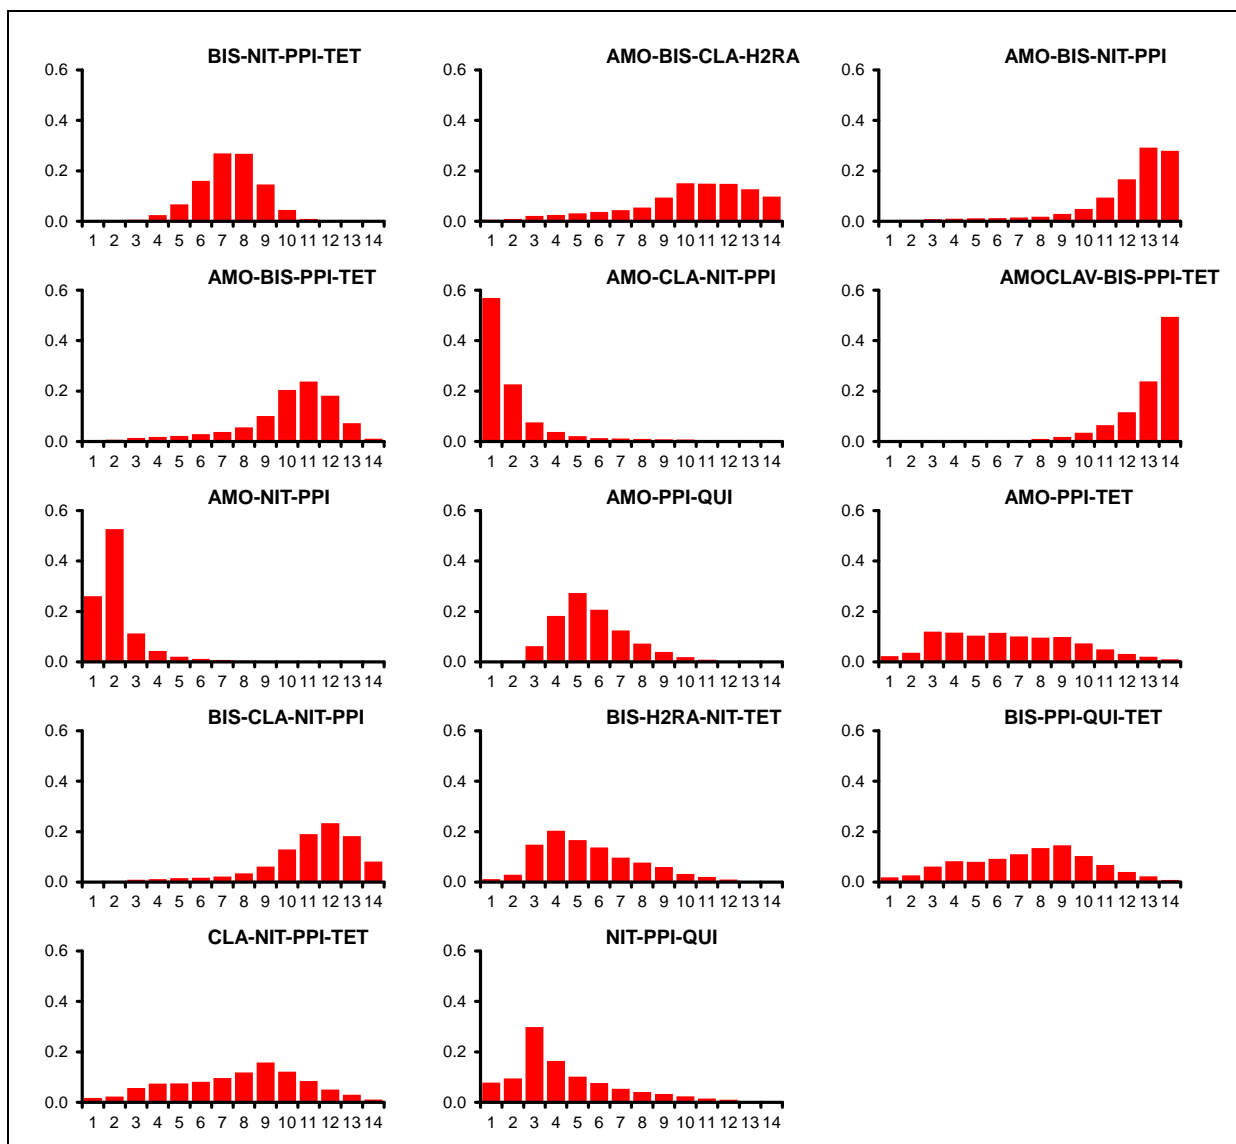 BIS-NIT-PPI-TET
0.6
0.4
0.2
0.0
1 2 3 4 5 6 7 8 9 10 11 12 13 14
AMO-BIS-CLA-H2RA
0.6
0.4
0.2
0.0
1 2 3 4 5 6 7 8 9 10 11 12 13 14
AMO-BIS-NIT-PPI
0.6
0.4
0.2
0.0
1 2 3 4 5 6 7 8 9 10 11 12 13 14
AMO-BIS-PPI-TET
0.6
0.4
0.2
0.0
1 2 3 4 5 6 7 8 9 10 11 12 13 14
AMO-CLA-NIT-PPI
0.6
0.4
0.2
0.0
1 2 3 4 5 6 7 8 9 10 11 12 13 14
AMOCLAV-BIS-PPI-TET
0.6
0.4
0.2
0.0
1 2 3 4 5 6 7 8 9 10 11 12 13 14
AMO-NIT-PPI
0.6
0.4
0.2
0.0
1 2 3 4 5 6 7 8 9 10 11 12 13 14
AMO-PPI-QUI
0.6
0.4
0.2
0.0
1 2 3 4 5 6 7 8 9 10 11 12 13 14
AMO-PPI-TET
0.6
0.4
0.2
0.0
1 2 3 4 5 6 7 8 9 10 11 12 13 14
BIS-CLA-NIT-PPI
0.6
0.4
0.2
0.0
1 2 3 4 5 6 7 8 9 10 11 12 13 14
BIS-H2RA-NIT-TET
0.6
0.4
0.2
0.0
1 2 3 4 5 6 7 8 9 10 11 12 13 14
BIS-PPI-QUI-TET
0.6
0.4
0.2
0.0
1 2 3 4 5 6 7 8 9 10 11 12 13 14
CLA-NIT-PPI-TET
0.6
0.4
0.2
0.0
1 2 3 4 5 6 7 8 9 10 11 12 13 14
NIT-PPI-QUI
0.6
0.4
0.2
0.0
1 2 3 4 5 6 7 8 9 10 11 12 13 14